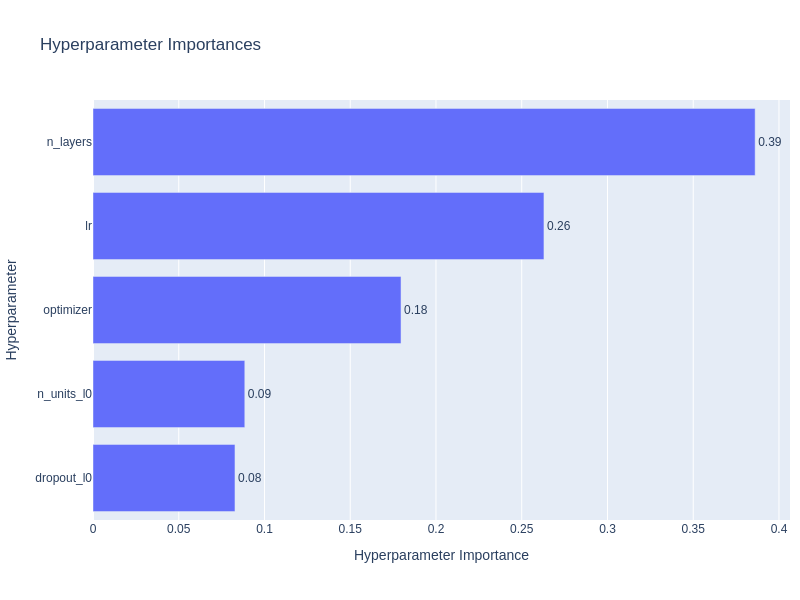 Hyperparameter Importances
Hyperparameter
n_layers 0.39
lr 0.26
optimizer 0.18
n_units_l0 0.09
dropout_l0 0.08
0 0.05 0.1 0.15 0.2 0.25 0.3 0.35 0.4
Hyperparameter Importance